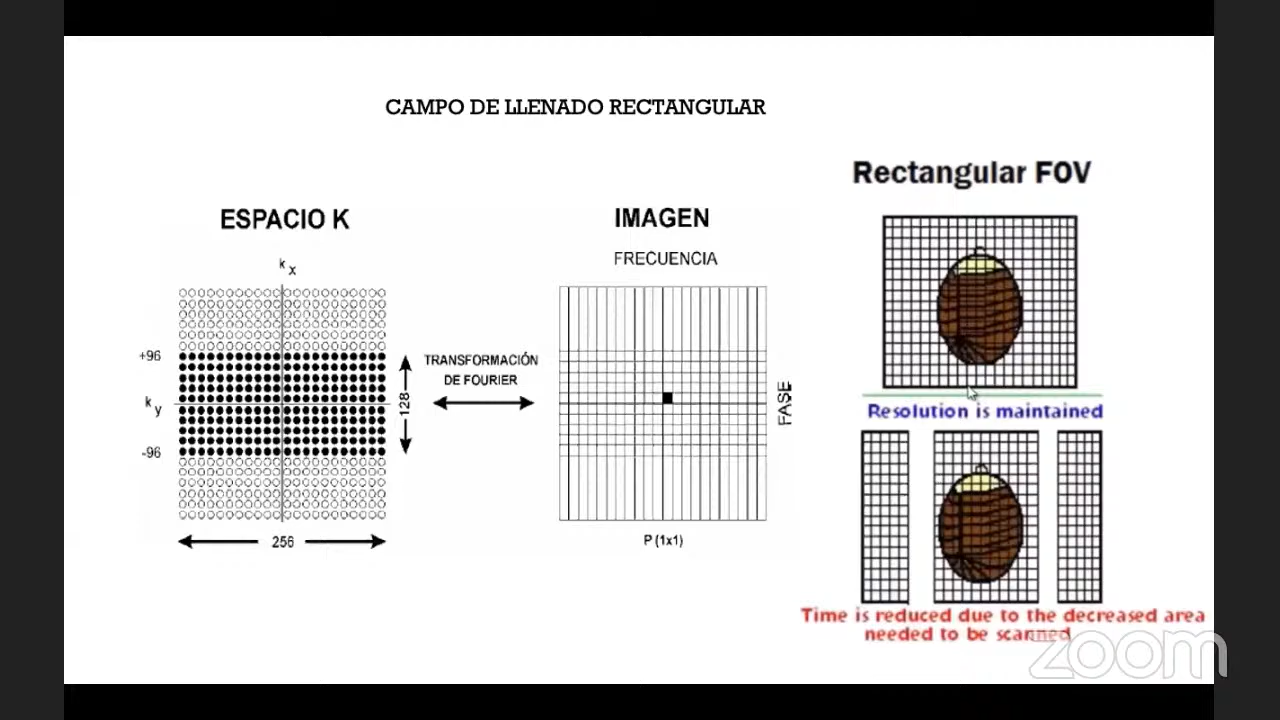 CAMPO DE LLENADO RECTANGULAR
ESPACIO K
k x
+96
k y
-96
128
256
TRANSFORMACIÓN
DE FOURIER
IMAGEN
FRECUENCIA
FASE
P (1x1)
Rectangular FOV
Resolution is maintained
Time is reduced due to the decreased area
needed to be scanned
zoom